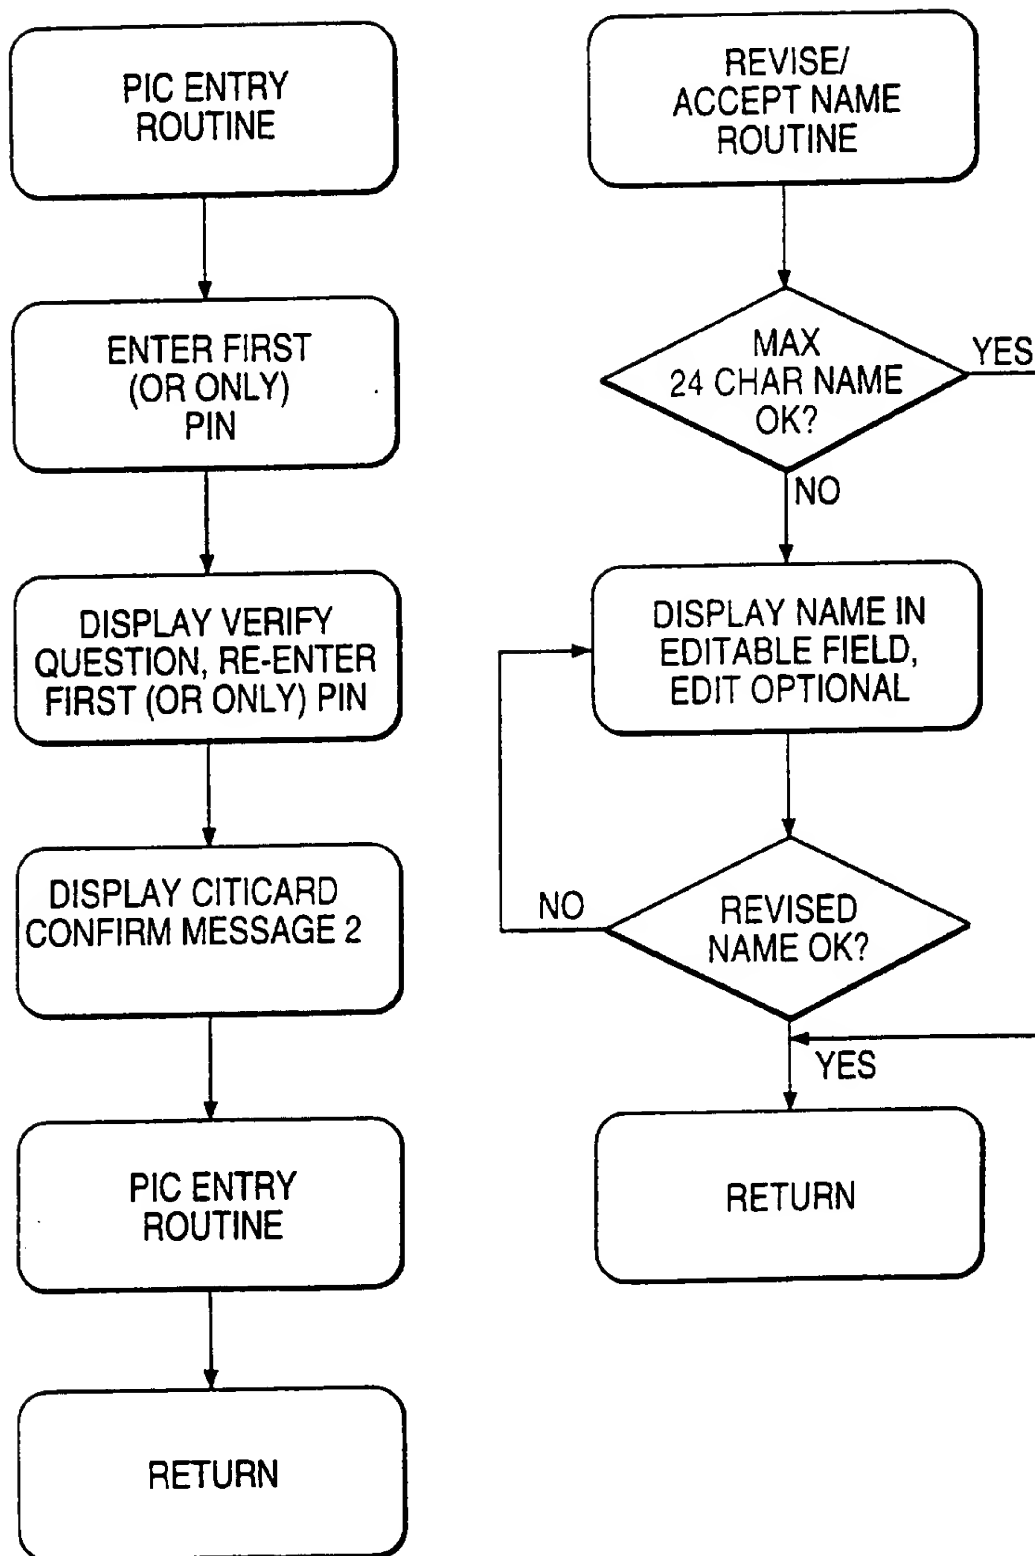 PIC ENTRY
ROUTINE
ENTER FIRST
(OR ONLY)
PIN
DISPLAY VERIFY
QUESTION, RE-ENTER
FIRST (OR ONLY) PIN
DISPLAY CITICARD
CONFIRM MESSAGE 2
PIC ENTRY
ROUTINE
RETURN
REVISE/
ACCEPT NAME
ROUTINE
MAX
24 CHAR NAME
OK?
YES
NO
DISPLAY NAME IN
EDITABLE FIELD,
EDIT OPTIONAL
REVISED
NAME OK?
NO
YES
RETURN